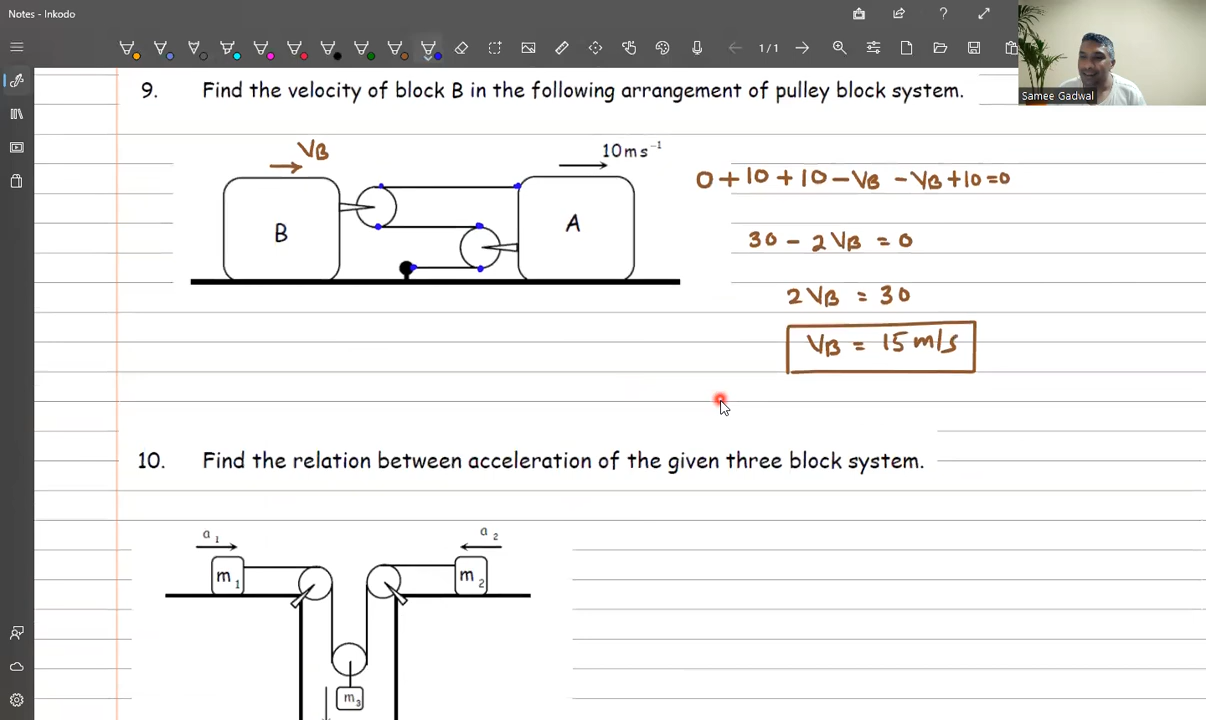 Notes - Inkodo
1/1
Samee Gadwal
9. Find the velocity of block B in the following arrangement of pulley block system.
VB
10ms⁻¹
B
A
0 + 10 + 10 - VB - VB + 10 = 0
30 - 2VB = 0
2VB = 30
VB = 15 m/s
10. Find the relation between acceleration of the given three block system.
a₁
a₂
m₁
m₂
m₃